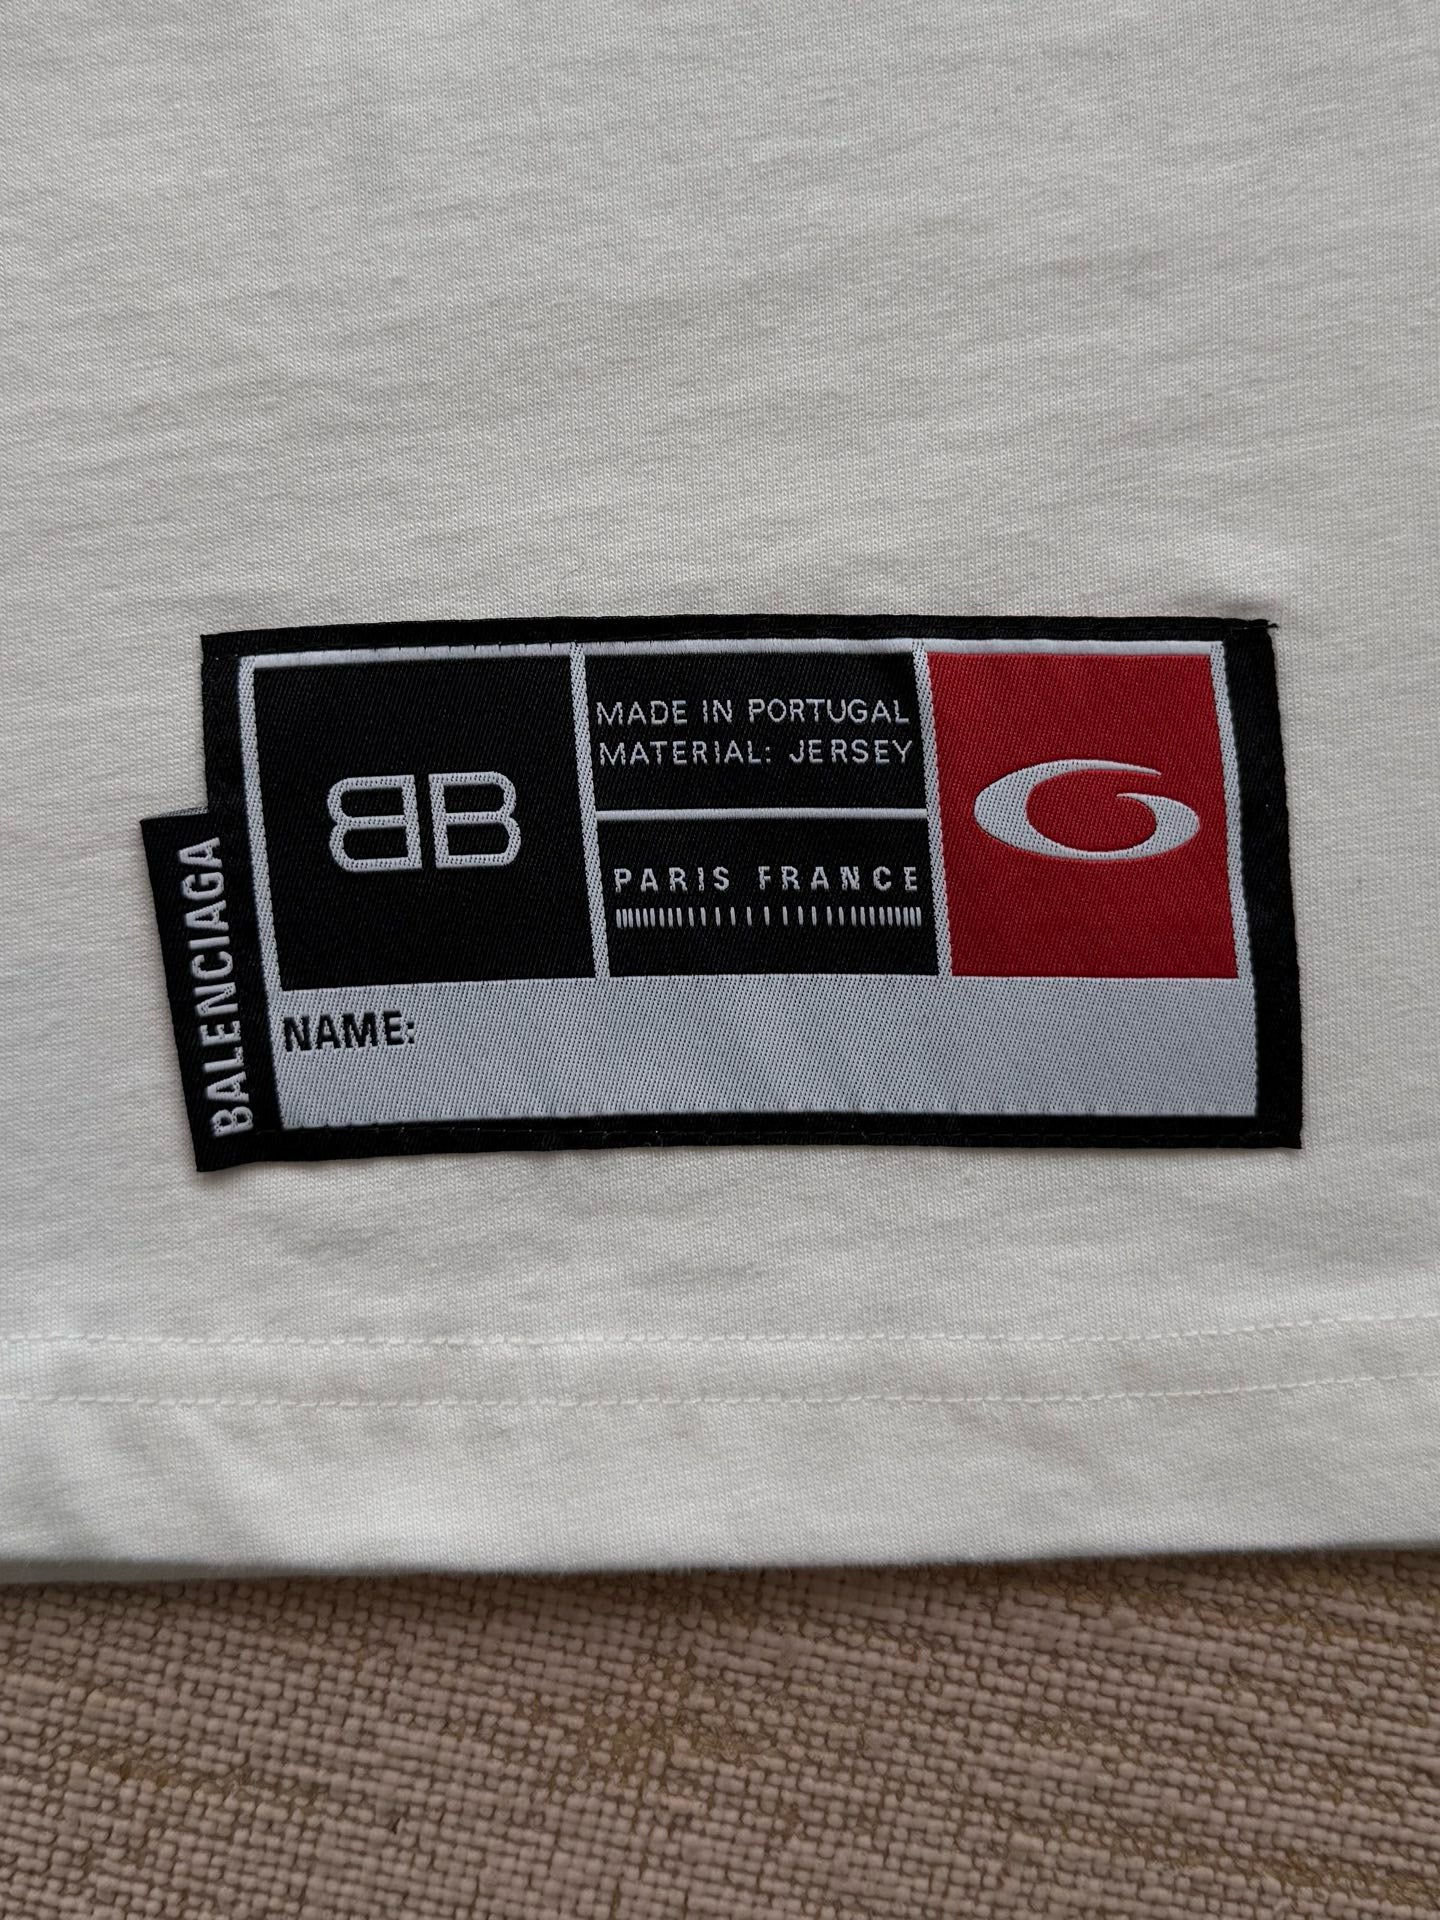 BB
MADE IN PORTUGAL
MATERIAL: JERSEY
PARIS FRANCE
NAME:
BALENCIAGA